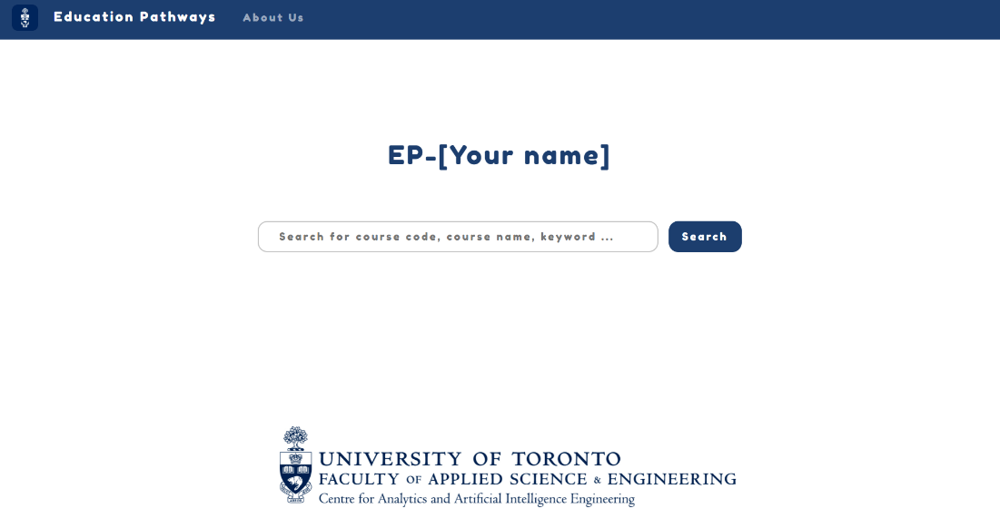 Education Pathways About Us
EP-[Your name]
Search for course code, course name, keyword ... Search
UNIVERSITY OF TORONTO
FACULTY OF APPLIED SCIENCE & ENGINEERING
Centre for Analytics and Artificial Intelligence Engineering